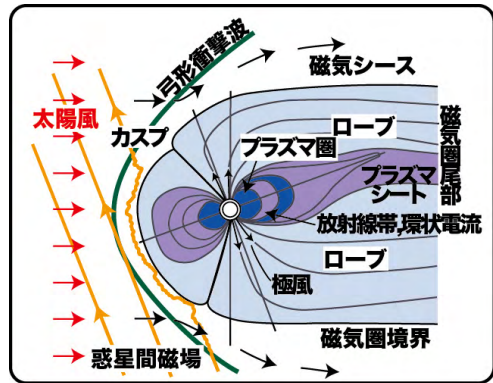 弓形衝撃波
磁気シース
太陽風
カスプ
ローブ
磁気圏尾部
プラズマ圏
プラズマ
シート
放射線帯,環状電流
ローブ
極風
惑星間磁場
磁気圏境界